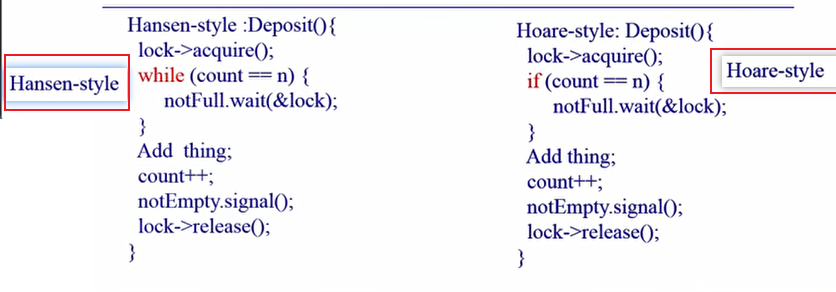 Hansen-style
Hansen-style :Deposit(){
lock->acquire();
while (count == n) {
notFull.wait(&lock);
}
Add thing;
count++;
notEmpty.signal();
lock->release();
}
Hoare-style: Deposit(){
lock->acquire();
if (count == n) {
notFull.wait(&lock);
}
Add thing;
count++;
notEmpty.signal();
lock->release();
}
Hoare-style